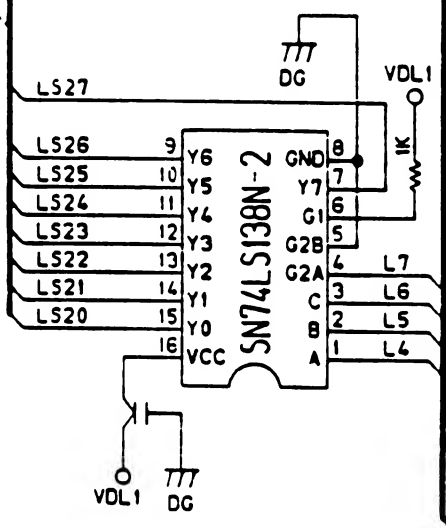 DG
VDL1
LS27
1K
LS26 9 Y6 GND 8
LS25 10 Y5 Y7 7
LS24 11 Y4 G1 6
LS23 12 Y3 G2B 5
LS22 13 Y2 G2A 4 L7
LS21 14 Y1 C 3 L6
LS20 15 Y0 B 2 L5
16 VCC A 1 L4
SN74LS138N-2
VDL1
DG